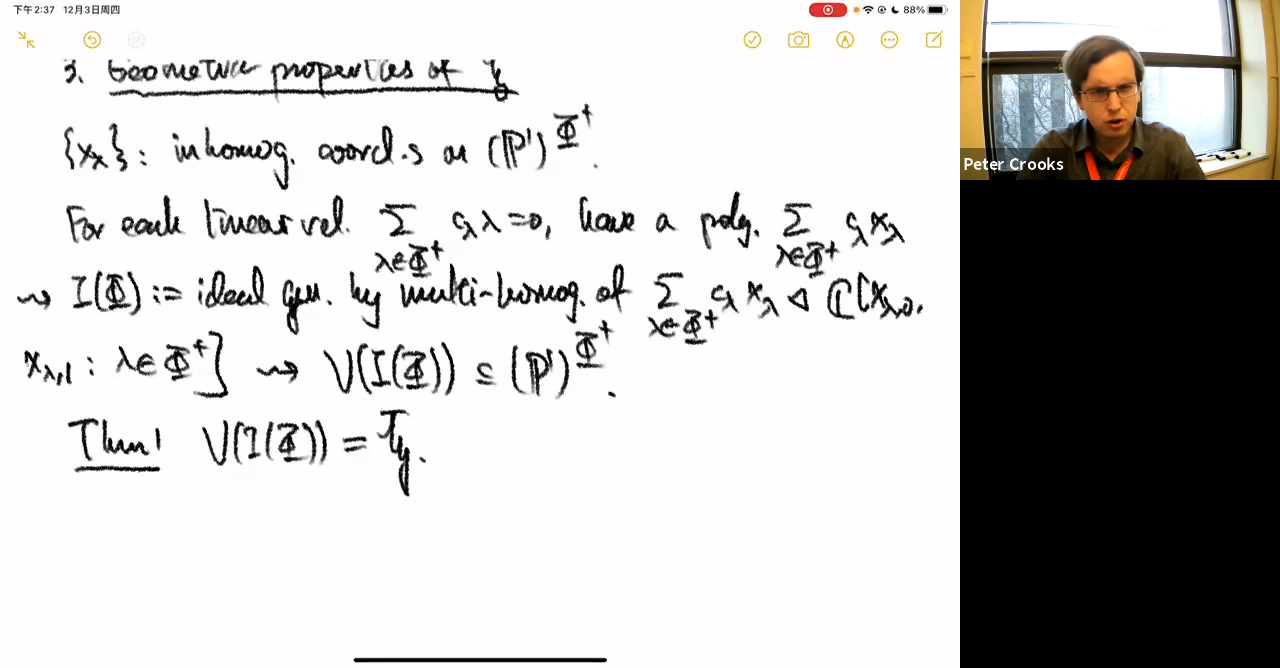 下午2:37 12月3日周四
88%
3. Geometric properties of
{x_λ}: inhomog. coord.s on (ℙ¹)^{Φ⁺}.
For each linear rel. Σ_{λ∈Φ⁺} c_λ λ = 0, have a poly. Σ_{λ∈Φ⁺} c_λ x_λ
⇝ I(Φ) := ideal gen. by multi-homog. of Σ_{λ∈Φ⁺} c_λ x_λ ⊲ ℂ[x_{λ,0},
x_{λ,1} : λ∈Φ⁺] ⇝ V(I(Φ)) ⊆ (ℙ¹)^{Φ⁺}.
Thm! V(I(Φ)) =
Peter Crooks